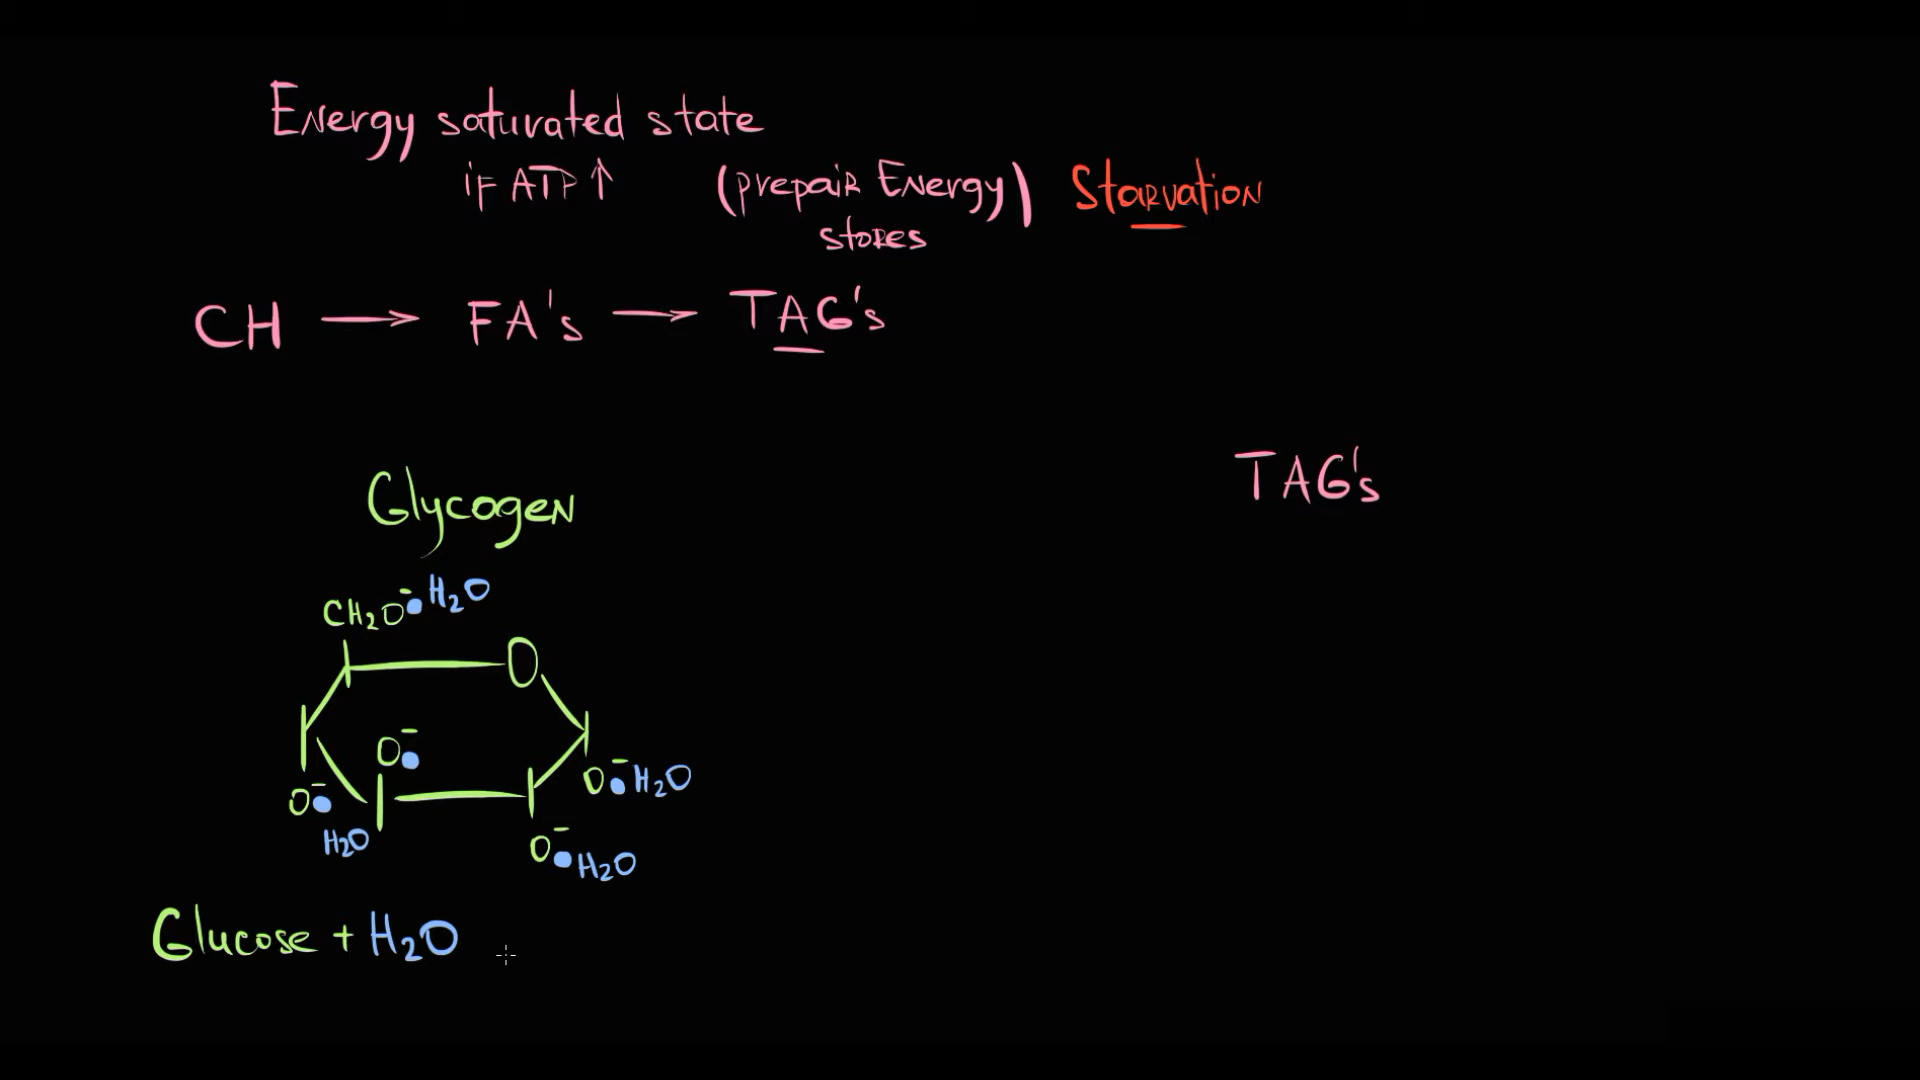 Energy saturated state
if ATP↑ (prepair Energy) Starvation
stores
CH → FA's → TAG's
TAG's
Glycogen
CH₂O⁻ H₂O
O
O⁻
O⁻ O⁻ H₂O
H₂O O⁻ H₂O
Glucose + H₂O